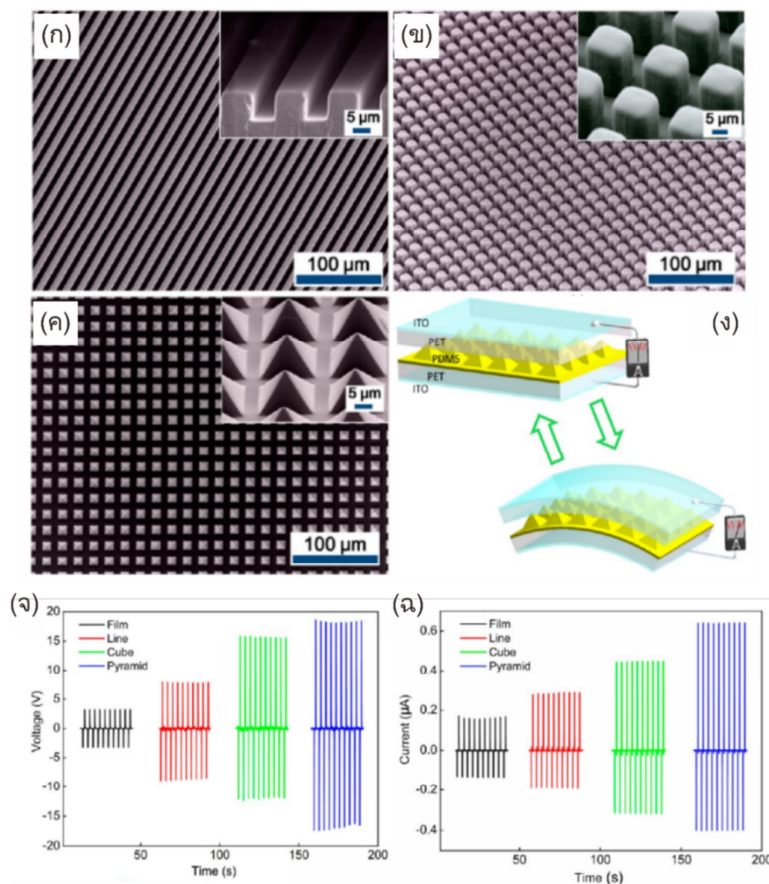 (ก)
5 µm
100 µm
(ข)
5 µm
100 µm
(ค)
5 µm
100 µm
(ง)
ITO
PET
PDMS
PET
ITO
A
A
(จ)
Film
Line
Cube
Pyramid
20
15
10
5
0
-5
-10
-15
-20
Voltage (V)
50
100
150
200
Time (s)
(ฉ)
Film
Line
Cube
Pyramid
0.6
0.4
0.2
0.0
-0.2
-0.4
Current (µA)
50
100
150
200
Time (s)